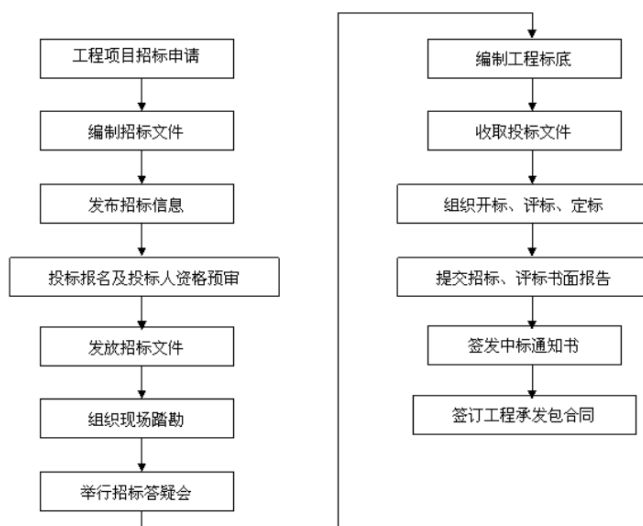 工程项目招标申请
编制招标文件
发布招标信息
投标报名及投标人资格预审
发放招标文件
组织现场踏勘
举行招标答疑会
编制工程标底
收取投标文件
组织开标、评标、定标
提交招标、评标书面报告
签发中标通知书
签订工程承发包合同